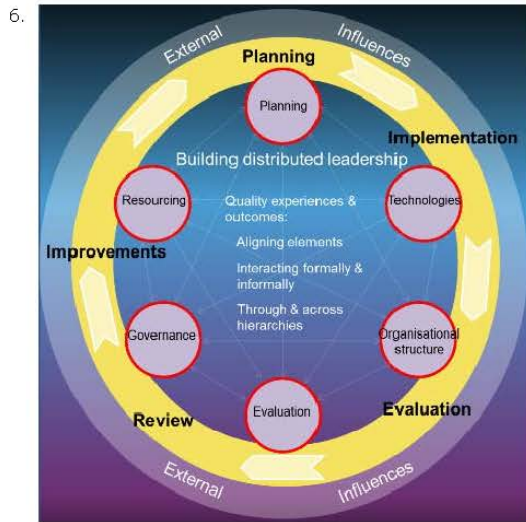 6.
External
Influences
Planning
Planning
Implementation
Building distributed leadership
Resourcing
Quality experiences &
outcomes:
Technologies
Aligning elements
Improvements
Interacting formally &
informally
Through & across
hierarchies
Governance
Organisational
structure
Evaluation
Evaluation
Review
External
Influences